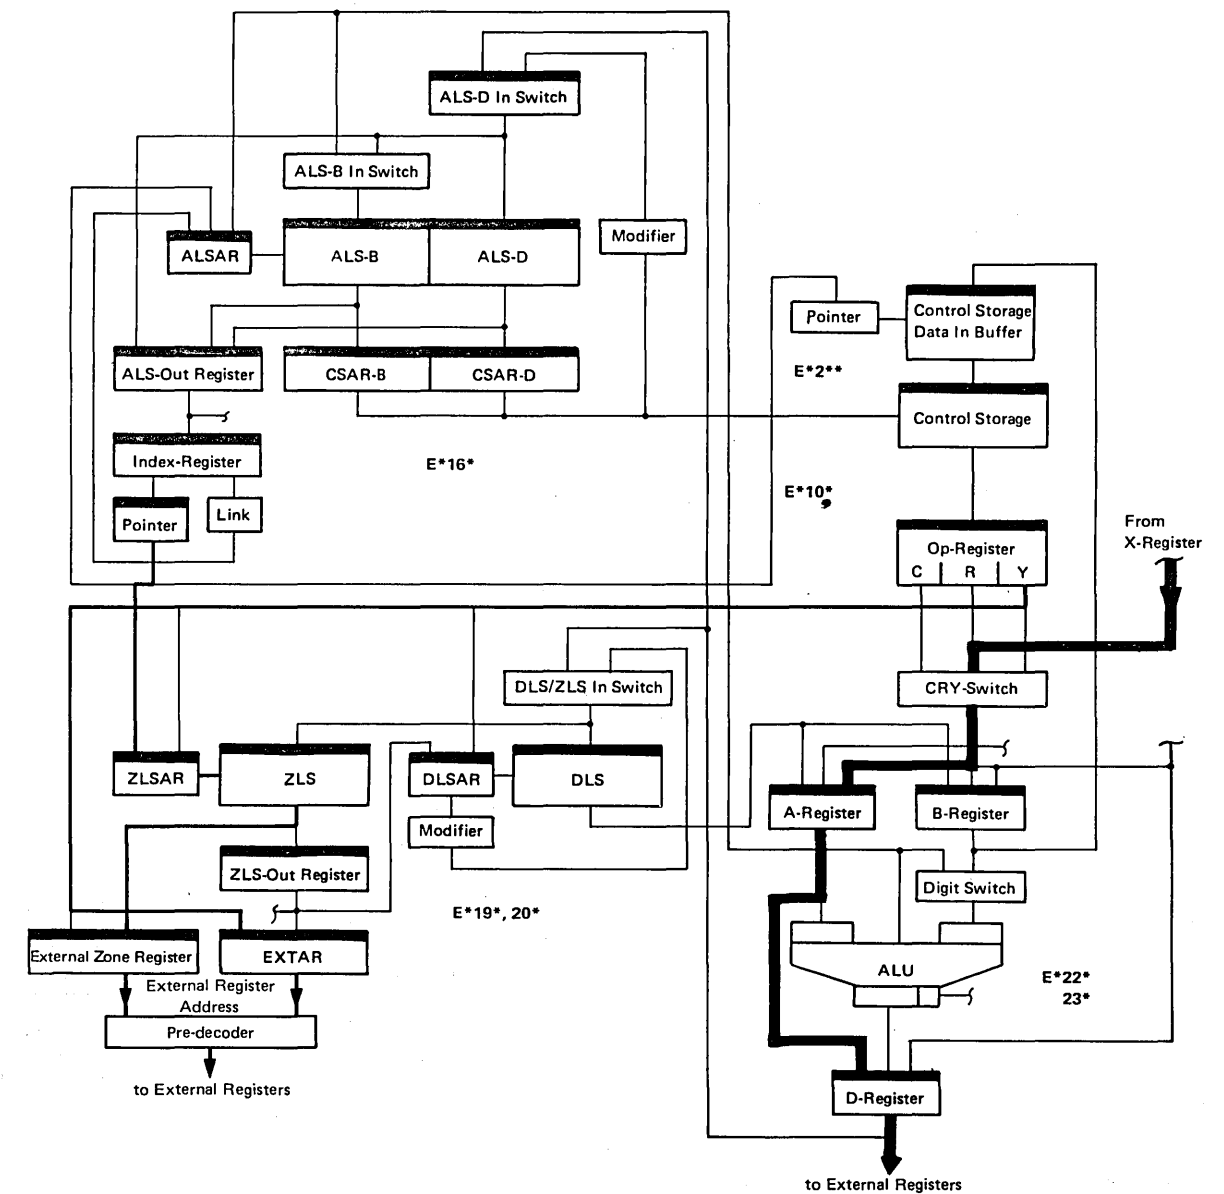 ALS-D In Switch
ALS-B In Switch
ALSAR
ALS-B
ALS-D
Modifier
Pointer
Control Storage
Data In Buffer
ALS-Out Register
CSAR-B
CSAR-D
E*2**
Control Storage
Index-Register
E*16*
E*10*,
Pointer
Link
From
X-Register
Op-Register
C
R
Y
DLS/ZLS In Switch
CRY-Switch
ZLSAR
ZLS
DLSAR
DLS
Modifier
A-Register
B-Register
ZLS-Out Register
Digit Switch
E*19*, 20*
External Zone Register
EXTAR
ALU
E*22*
23*
External Register
Address
Pre-decoder
to External Registers
D-Register
to External Registers